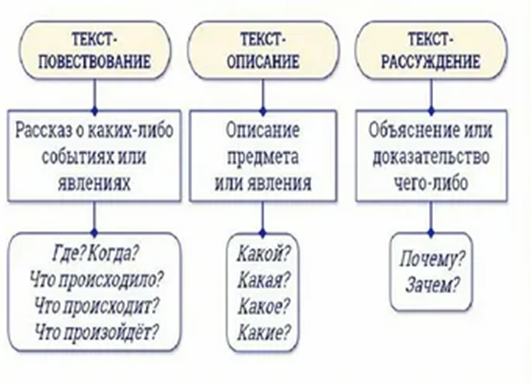 ТЕКСТ-
ПОВЕСТВОВАНИЕ
Рассказ о каких-либо
событиях или
явлениях
Где? Когда?
Что происходило?
Что происходит?
Что произойдёт?
ТЕКСТ-
ОПИСАНИЕ
Описание
предмета
или явления
Какой?
Какая?
Какое?
Какие?
ТЕКСТ-
РАССУЖДЕНИЕ
Объяснение или
доказательство
чего-либо
Почему?
Зачем?